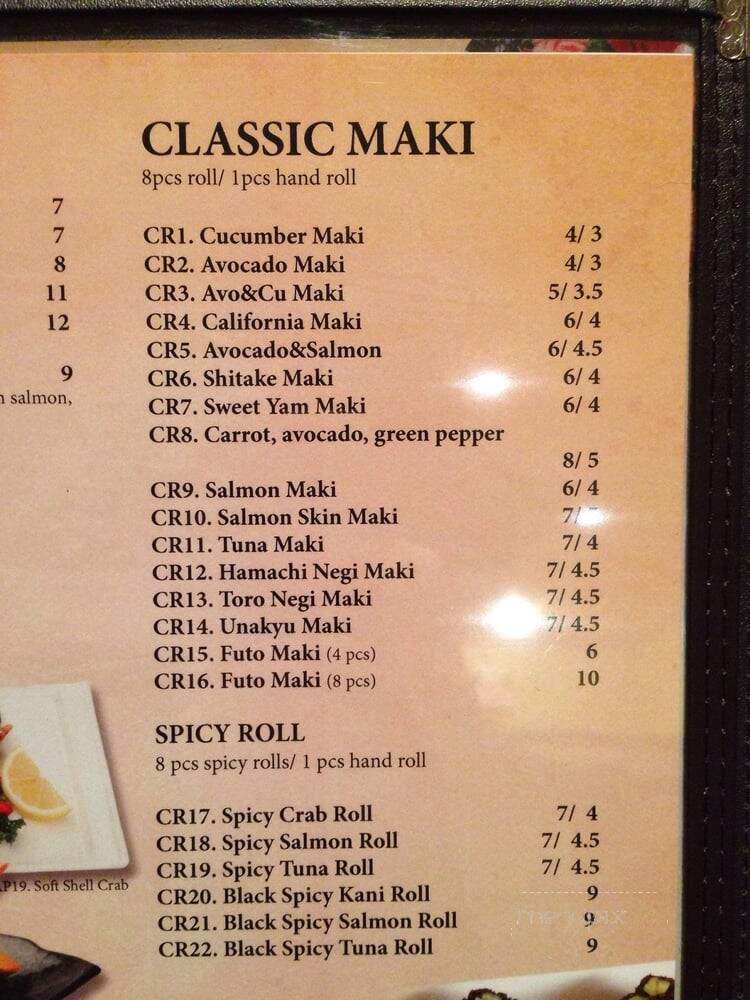 7
7
8
11
12
9
salmon,
CLASSIC MAKI
8pcs roll/ 1pcs hand roll
CR1. Cucumber Maki 4/ 3
CR2. Avocado Maki 4/ 3
CR3. Avo&Cu Maki 5/ 3.5
CR4. California Maki 6/ 4
CR5. Avocado&Salmon 6/ 4.5
CR6. Shitake Maki 6/ 4
CR7. Sweet Yam Maki 6/ 4
CR8. Carrot, avocado, green pepper
8/ 5
CR9. Salmon Maki 6/ 4
CR10. Salmon Skin Maki 7/
CR11. Tuna Maki 7/ 4
CR12. Hamachi Negi Maki 7/ 4.5
CR13. Toro Negi Maki 7/ 4.5
CR14. Unakyu Maki 7/ 4.5
CR15. Futo Maki (4 pcs) 6
CR16. Futo Maki (8 pcs) 10
SPICY ROLL
8 pcs spicy rolls/ 1 pcs hand roll
CR17. Spicy Crab Roll 7/ 4
CR18. Spicy Salmon Roll 7/ 4.5
CR19. Spicy Tuna Roll 7/ 4.5
CR20. Black Spicy Kani Roll 9
CR21. Black Spicy Salmon Roll 9
CR22. Black Spicy Tuna Roll 9
AP19. Soft Shell Crab